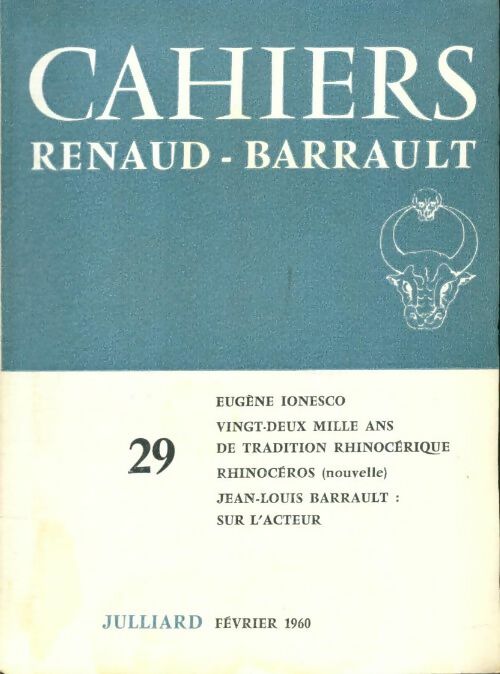 CAHIERS
RENAUD - BARRAULT
EUGÈNE IONESCO
VINGT-DEUX MILLE ANS
DE TRADITION RHINOCÉRIQUE
29
RHINOCÉROS (nouvelle)
JEAN-LOUIS BARRAULT :
SUR L'ACTEUR
JULLIARD FÉVRIER 1960